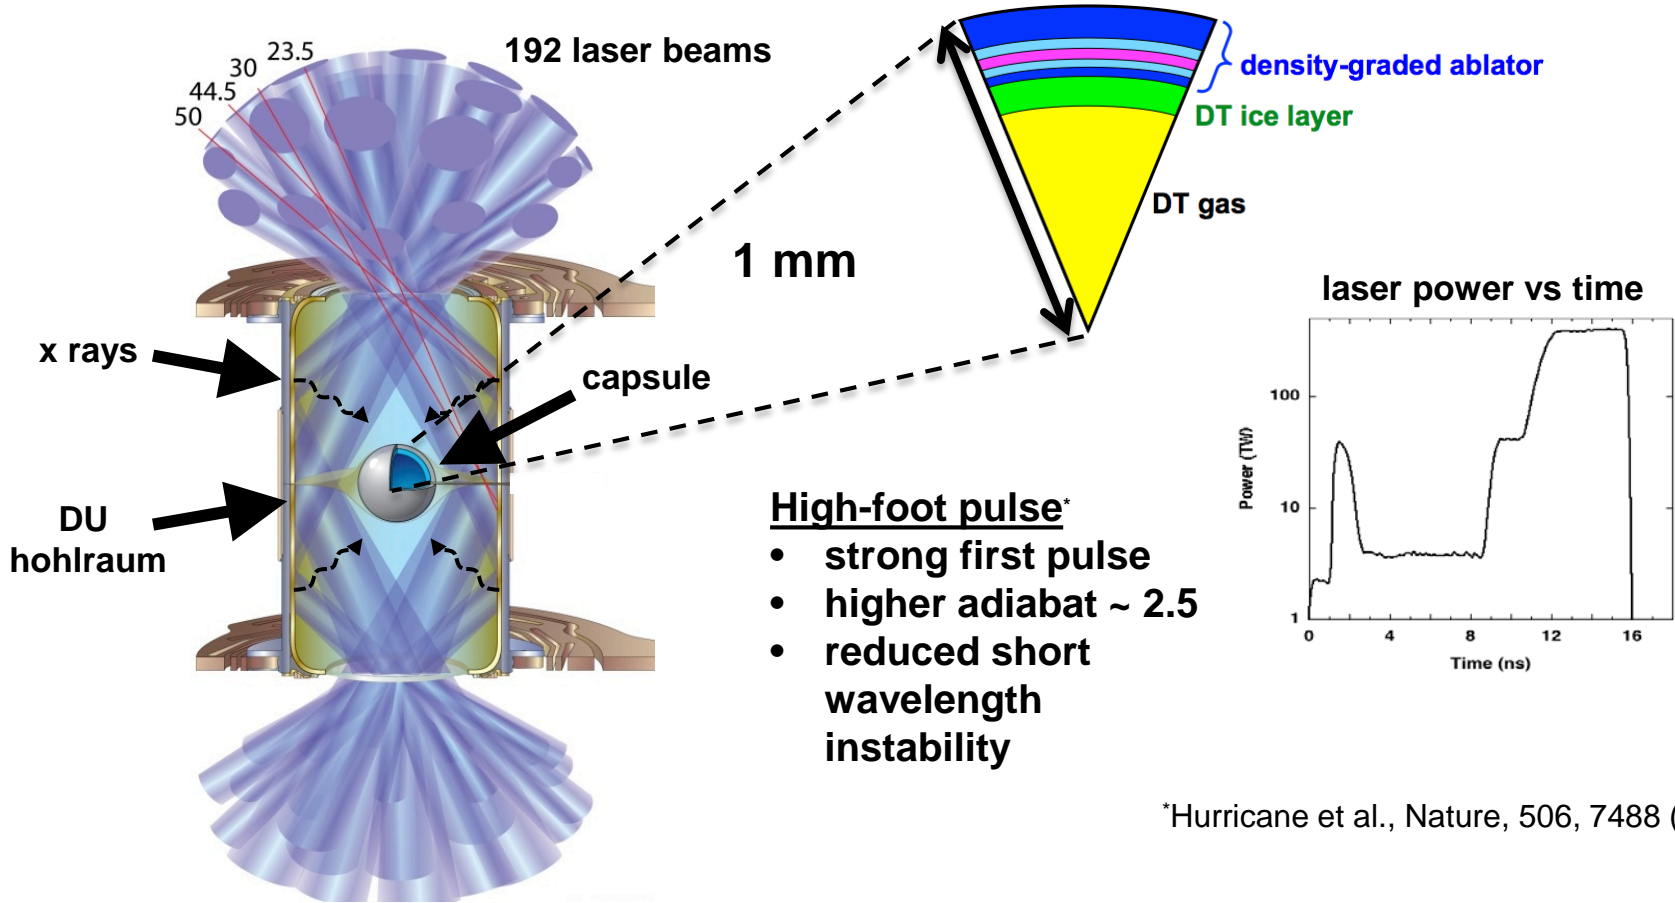 192 laser beams
23.5
30
44.5
50
density-graded ablator
DT ice layer
DT gas
1 mm
x rays
capsule
DU
hohlraum
High-foot pulse*
• strong first pulse
• higher adiabat ~ 2.5
• reduced short
wavelength
instability
laser power vs time
Power (TW)
100
10
1
0 4 8 12 16
Time (ns)
*Hurricane et al., Nature, 506, 7488 (